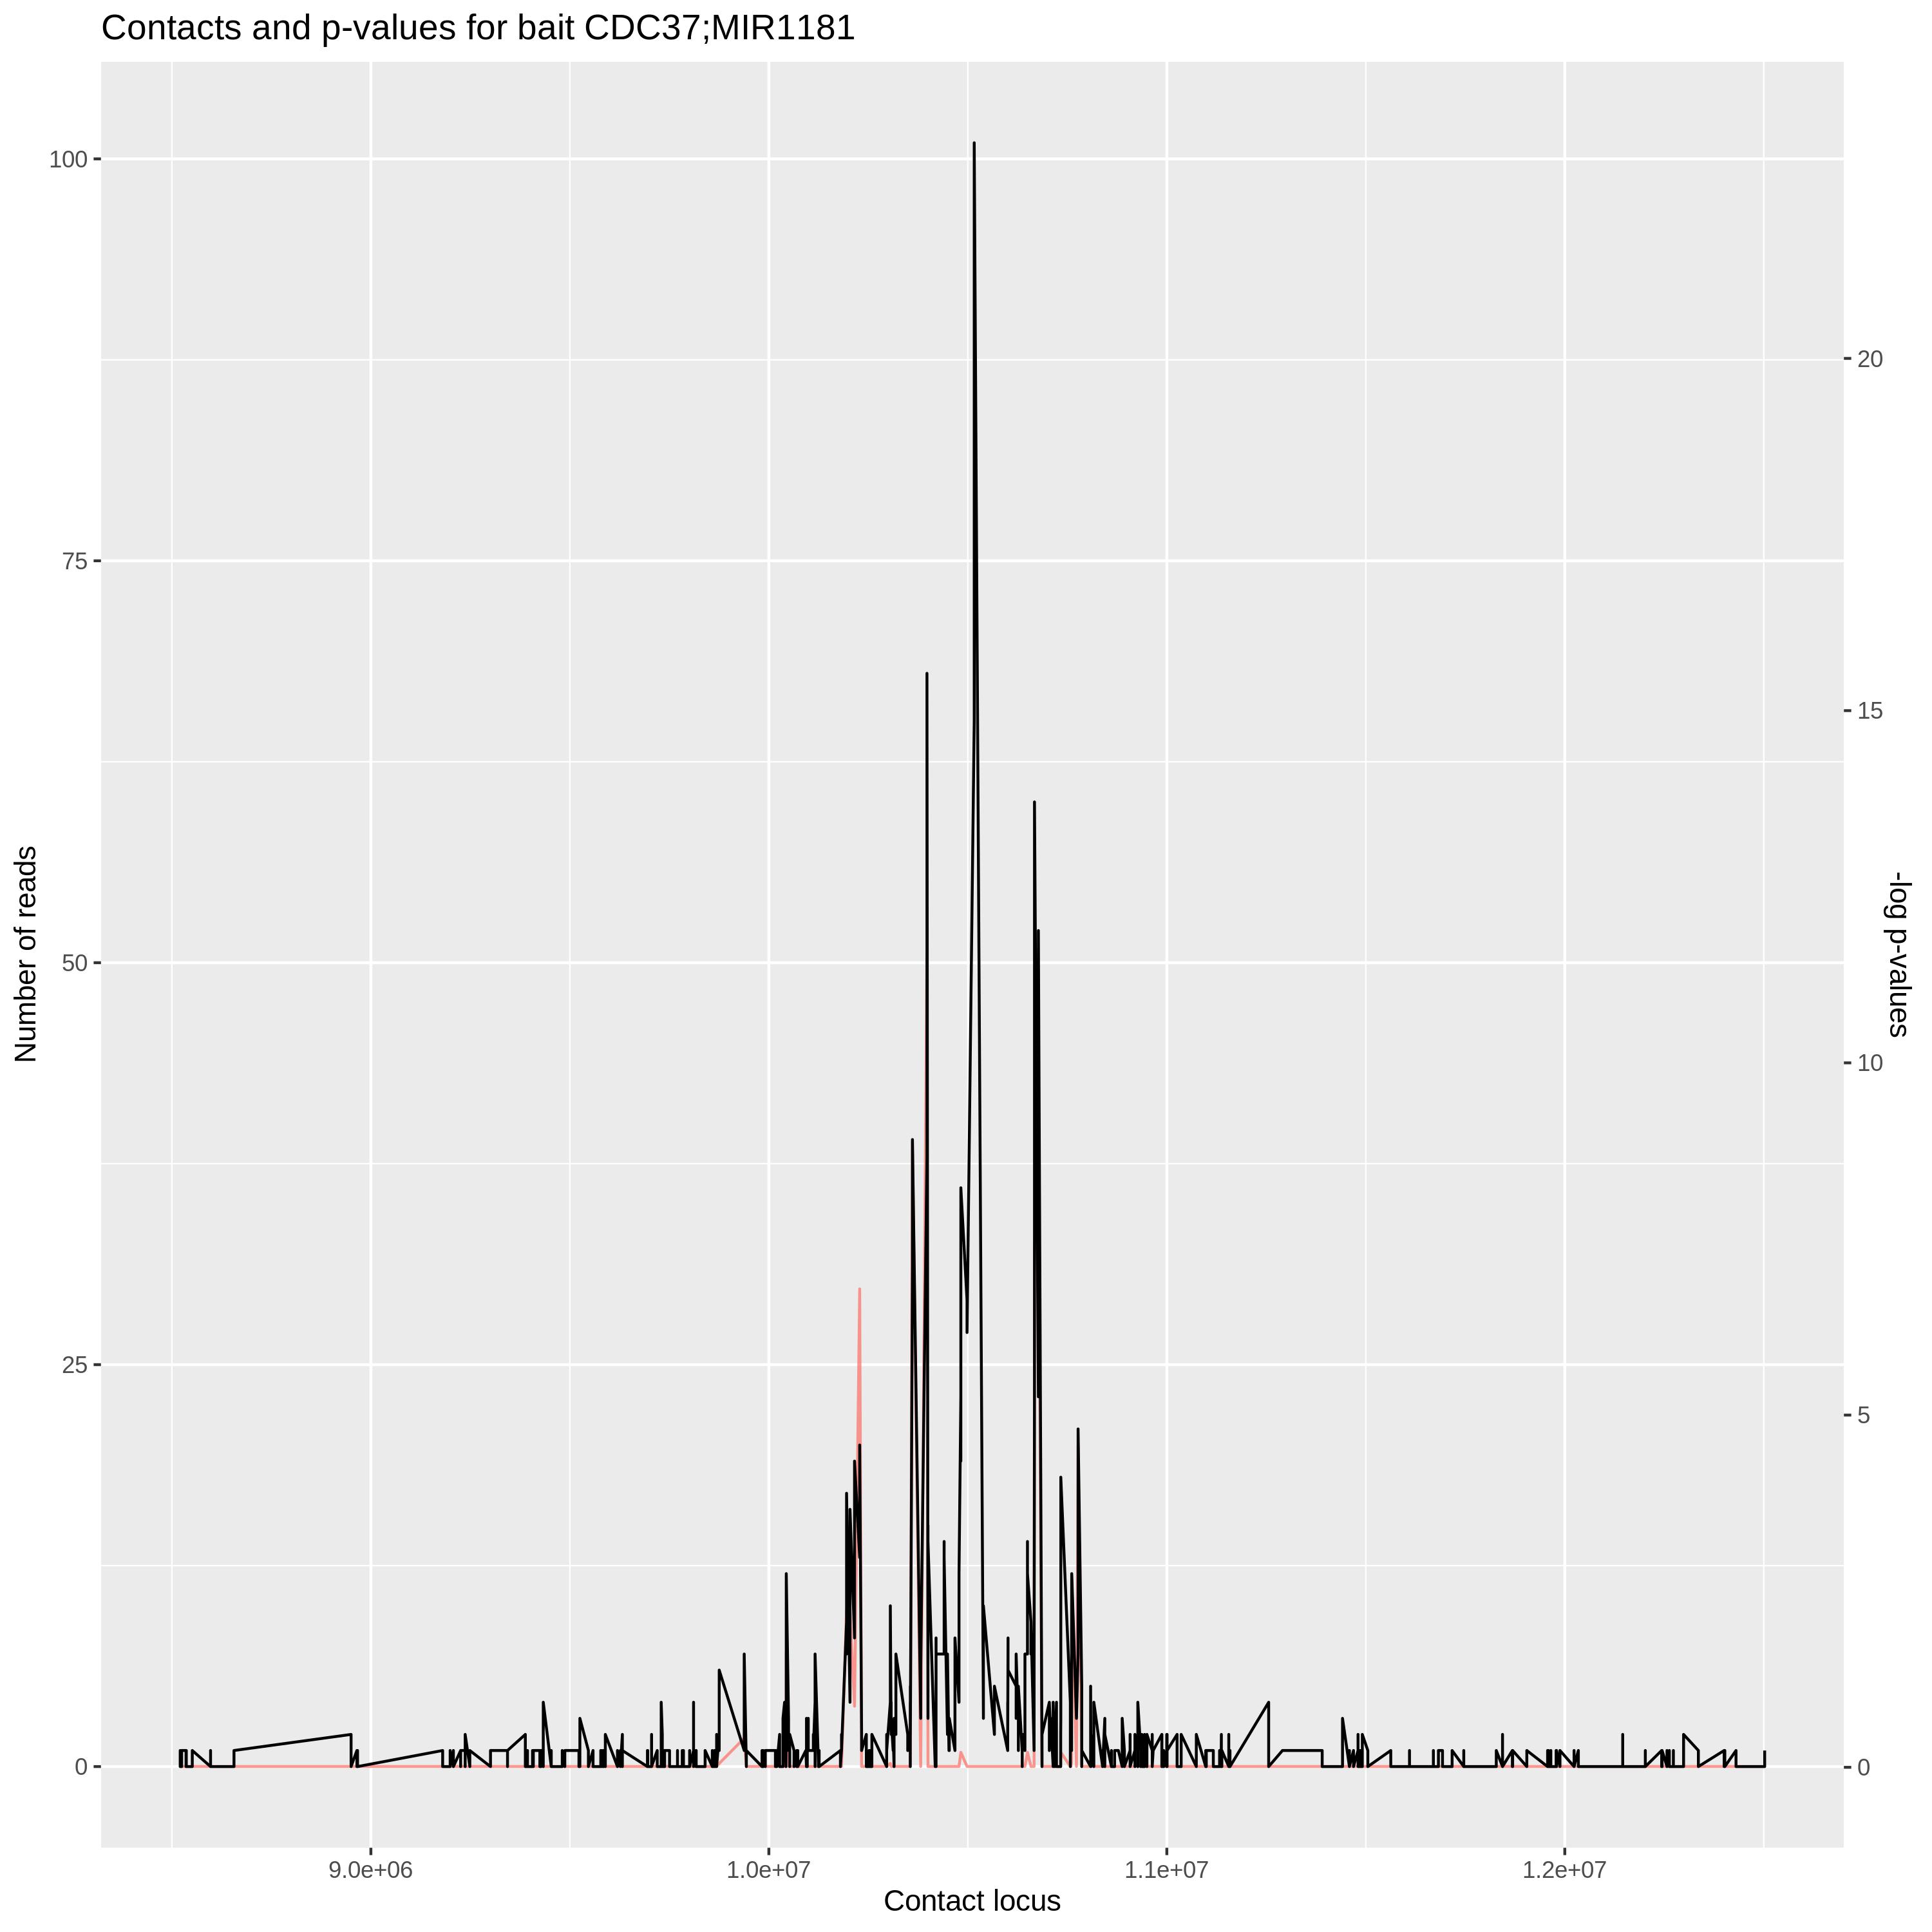 Contacts and p-values for bait CDC37;MIR1181
100
75
50
25
0
Number of reads
20
15
10
5
0
-log p-values
9.0e+06
1.0e+07
1.1e+07
1.2e+07
Contact locus